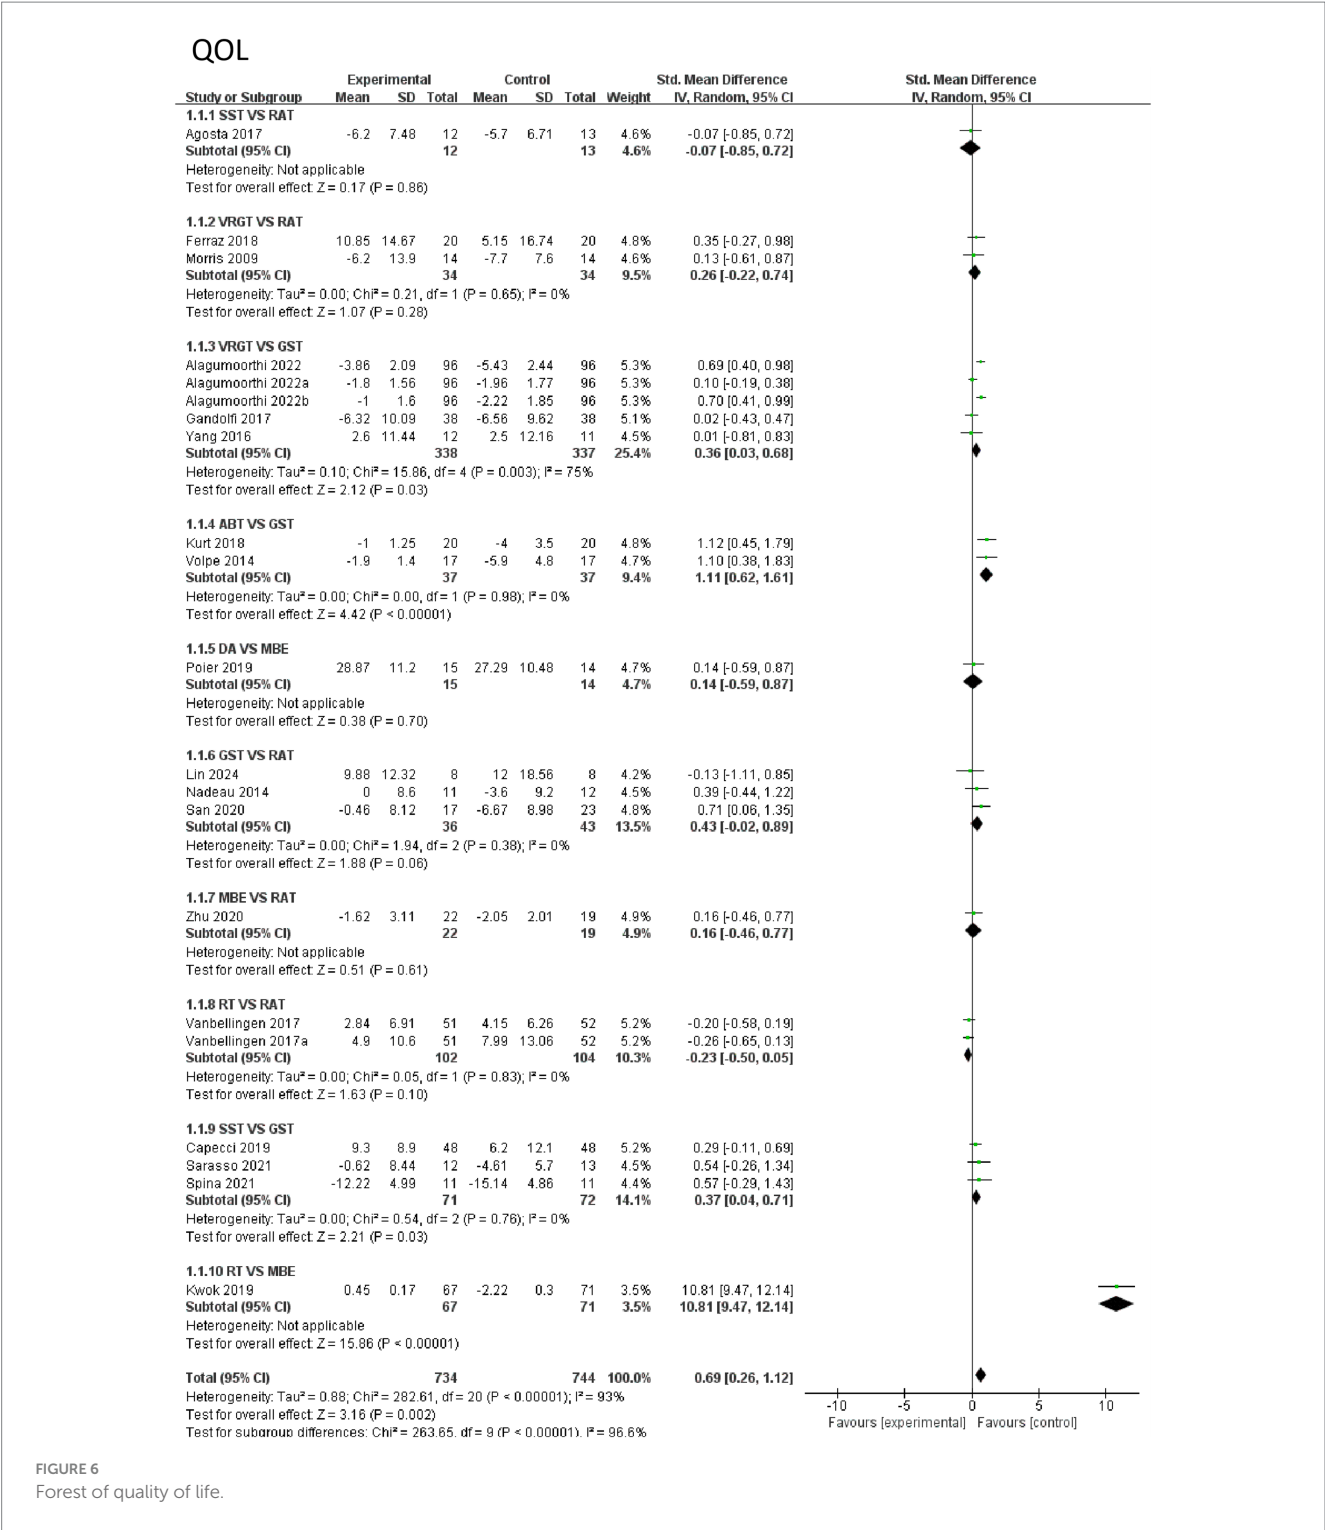 QOL
Experimental Control Std. Mean Difference Std. Mean Difference
Study or Subgroup Mean SD Total Mean SD Total Weight IV, Random, 95% CI IV, Random, 95% CI
1.1.1 SST VS RAT
Agosta 2017 -6.2 7.48 12 -5.7 6.71 13 4.6% -0.07 [-0.85, 0.72]
Subtotal (95% CI) 12 13 4.6% -0.07 [-0.85, 0.72]
Heterogeneity: Not applicable
Test for overall effect: Z = 0.17 (P = 0.86)
1.1.2 VRGT VS RAT
Ferraz 2018 10.85 14.67 20 5.15 16.74 20 4.8% 0.35 [-0.27, 0.98]
Morris 2009 -6.2 13.9 14 -7.7 7.6 14 4.6% 0.13 [-0.61, 0.87]
Subtotal (95% CI) 34 34 9.5% 0.26 [-0.22, 0.74]
Heterogeneity: Tau² = 0.00; Chi² = 0.21, df = 1 (P = 0.65); I² = 0%
Test for overall effect: Z = 1.07 (P = 0.28)
1.1.3 VRGT VS GST
Alagumoorthi 2022 -3.86 2.09 96 -5.43 2.44 96 5.3% 0.69 [0.40, 0.98]
Alagumoorthi 2022a -1.8 1.56 96 -1.96 1.77 96 5.3% 0.10 [-0.19, 0.38]
Alagumoorthi 2022b -1 1.6 96 -2.22 1.85 96 5.3% 0.70 [0.41, 0.99]
Gandolfi 2017 -6.32 10.09 38 -6.56 9.62 38 5.1% 0.02 [-0.43, 0.47]
Yang 2016 2.6 11.44 12 2.5 12.16 11 4.5% 0.01 [-0.81, 0.83]
Subtotal (95% CI) 338 337 25.4% 0.36 [0.03, 0.68]
Heterogeneity: Tau² = 0.10; Chi² = 15.86, df = 4 (P = 0.003); I² = 75%
Test for overall effect: Z = 2.12 (P = 0.03)
1.1.4 ABT VS GST
Kurt 2018 -1 1.25 20 -4 3.5 20 4.8% 1.12 [0.45, 1.79]
Volpe 2014 -1.9 1.4 17 -5.9 4.8 17 4.7% 1.10 [0.38, 1.83]
Subtotal (95% CI) 37 37 9.4% 1.11 [0.62, 1.61]
Heterogeneity: Tau² = 0.00; Chi² = 0.00, df = 1 (P = 0.98); I² = 0%
Test for overall effect: Z = 4.42 (P < 0.00001)
1.1.5 DA VS MBE
Poier 2019 28.87 11.2 15 27.29 10.48 14 4.7% 0.14 [-0.59, 0.87]
Subtotal (95% CI) 15 14 4.7% 0.14 [-0.59, 0.87]
Heterogeneity: Not applicable
Test for overall effect: Z = 0.38 (P = 0.70)
1.1.6 GST VS RAT
Lin 2024 9.88 12.32 8 12 18.56 8 4.2% -0.13 [-1.11, 0.85]
Nadeau 2014 0 8.6 11 -3.6 9.2 12 4.5% 0.39 [-0.44, 1.22]
San 2020 -0.46 8.12 17 -6.67 8.98 23 4.8% 0.71 [0.06, 1.35]
Subtotal (95% CI) 36 43 13.5% 0.43 [-0.02, 0.89]
Heterogeneity: Tau² = 0.00; Chi² = 1.94, df = 2 (P = 0.38); I² = 0%
Test for overall effect: Z = 1.88 (P = 0.06)
1.1.7 MBE VS RAT
Zhu 2020 -1.62 3.11 22 -2.05 2.01 19 4.9% 0.16 [-0.46, 0.77]
Subtotal (95% CI) 22 19 4.9% 0.16 [-0.46, 0.77]
Heterogeneity: Not applicable
Test for overall effect: Z = 0.51 (P = 0.61)
1.1.8 RT VS RAT
Vanbellingen 2017 2.84 6.91 51 4.15 6.26 52 5.2% -0.20 [-0.58, 0.19]
Vanbellingen 2017a 4.9 10.6 51 7.99 13.06 52 5.2% -0.26 [-0.65, 0.13]
Subtotal (95% CI) 102 104 10.3% -0.23 [-0.50, 0.05]
Heterogeneity: Tau² = 0.00; Chi² = 0.05, df = 1 (P = 0.83); I² = 0%
Test for overall effect: Z = 1.63 (P = 0.10)
1.1.9 SST VS GST
Capecci 2019 9.3 8.9 48 6.2 12.1 48 5.2% 0.29 [-0.11, 0.69]
Sarasso 2021 -0.62 8.44 12 -4.61 5.7 13 4.5% 0.54 [-0.26, 1.34]
Spina 2021 -12.22 4.99 11 -15.14 4.86 11 4.4% 0.57 [-0.29, 1.43]
Subtotal (95% CI) 71 72 14.1% 0.37 [0.04, 0.71]
Heterogeneity: Tau² = 0.00; Chi² = 0.54, df = 2 (P = 0.76); I² = 0%
Test for overall effect: Z = 2.21 (P = 0.03)
1.1.10 RT VS MBE
Kwok 2019 0.45 0.17 67 -2.22 0.3 71 3.5% 10.81 [9.47, 12.14]
Subtotal (95% CI) 67 71 3.5% 10.81 [9.47, 12.14]
Heterogeneity: Not applicable
Test for overall effect: Z = 15.86 (P < 0.00001)
Total (95% CI) 734 744 100.0% 0.69 [0.26, 1.12]
Heterogeneity: Tau² = 0.88; Chi² = 282.61, df = 20 (P < 0.00001); I² = 93%
Test for overall effect: Z = 3.16 (P = 0.002)
Test for subgroup differences: Chi² = 263.65, df = 9 (P < 0.00001), I² = 96.6%
-10 -5 0 5 10
Favours [experimental] Favours [control]
FIGURE 6
Forest of quality of life.